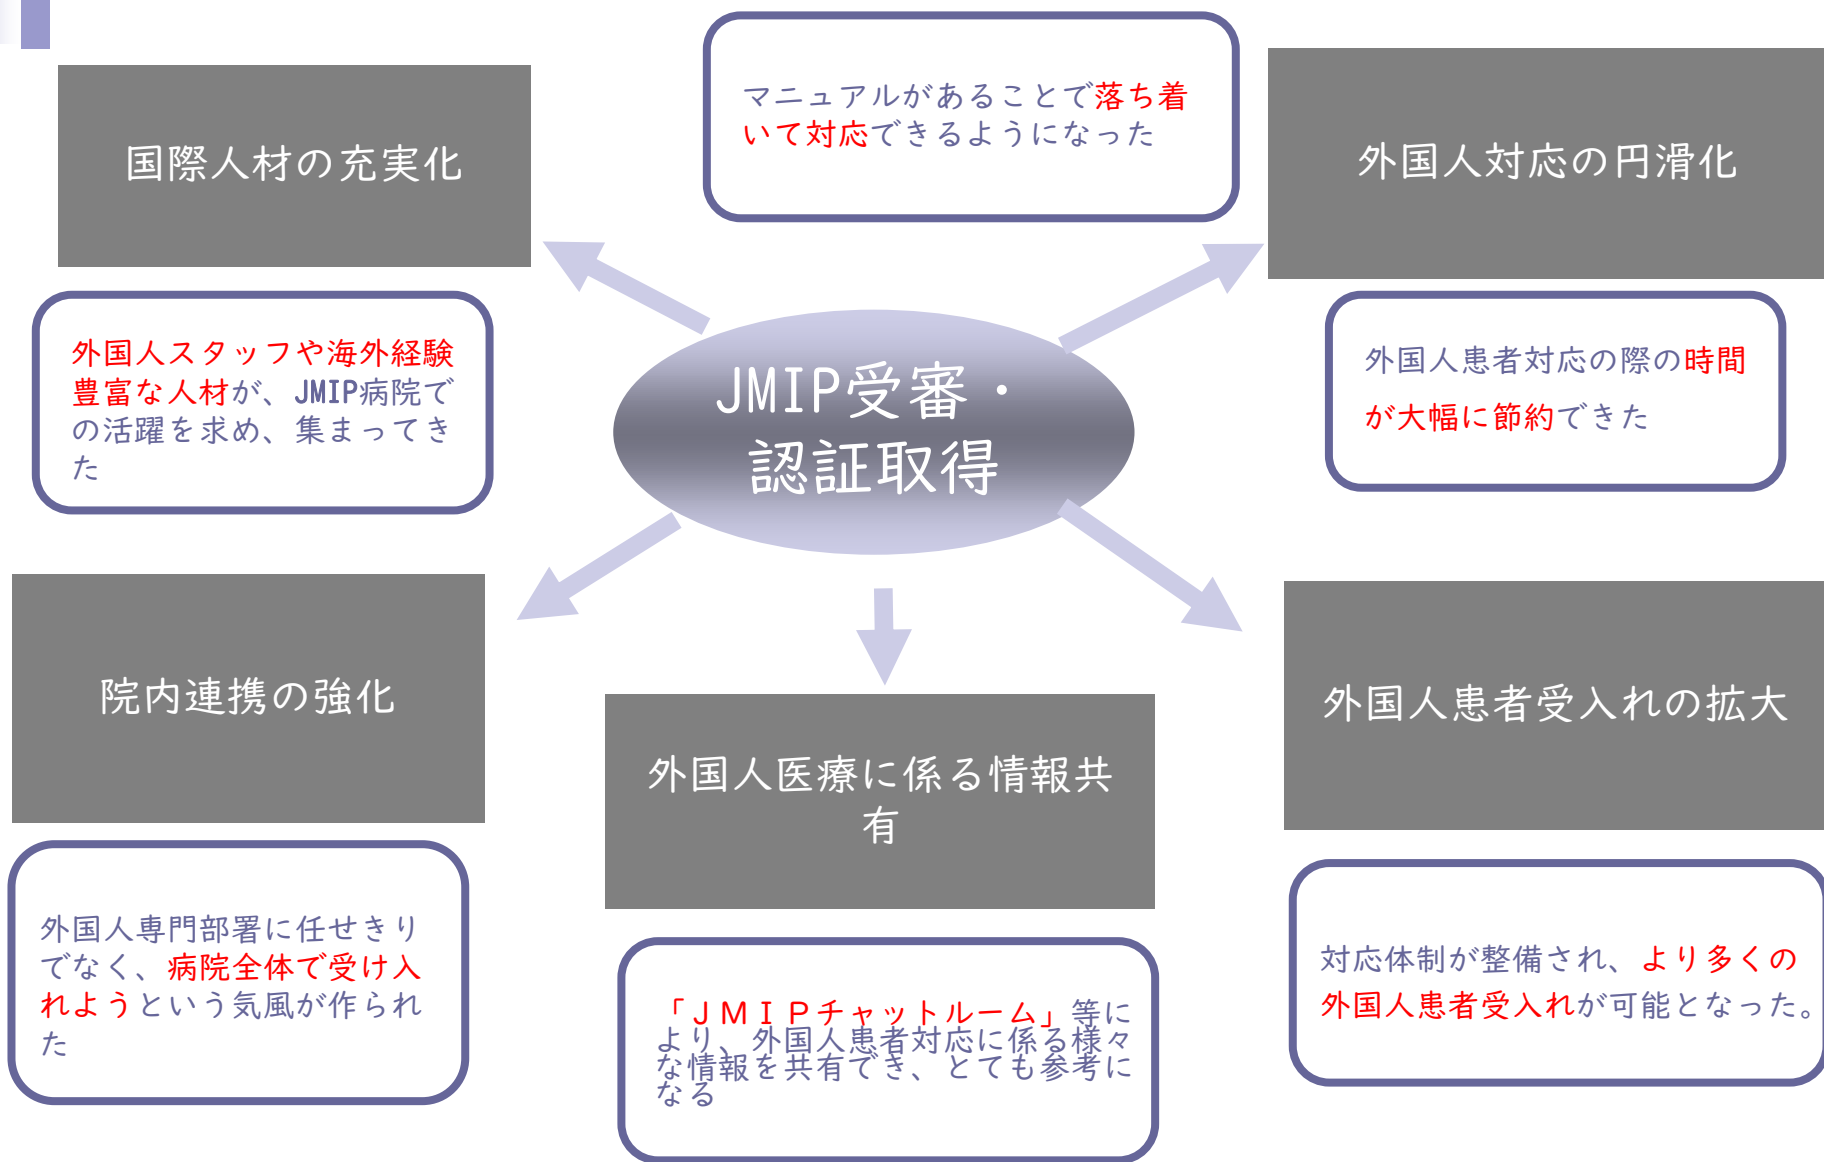 マニュアルがあることで落ち着
いて対応できるようになった
国際人材の充実化
外国人対応の円滑化
外国人スタッフや海外経験
豊富な人材が、JMIP病院で
の活躍を求め、集まってき
た
JMIP受審・
認証取得
外国人患者対応の際の時間
が大幅に節約できた
院内連携の強化
外国人医療に係る情報共
有
外国人患者受入れの拡大
外国人専門部署に任せきり
でなく、病院全体で受け入
れようという気風が作られ
た
「ＪＭＩＰチャットルーム」等に
より、外国人患者対応に係る様々
な情報を共有でき、とても参考に
なる
対応体制が整備され、より多くの
外国人患者受入れが可能となった。